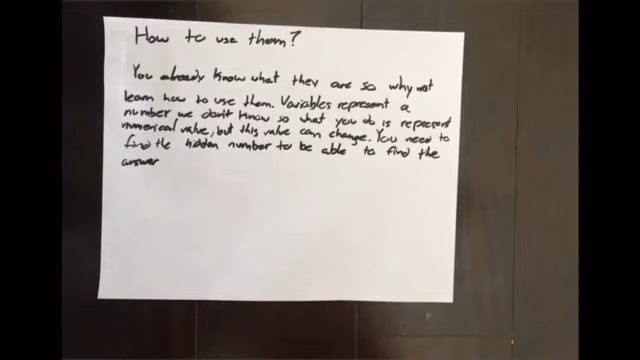 How to use them?
You already know what they are so why not
learn how to use them. Variables represent a
number we don't know so what you do is represent
numerical value, but this value can change. You need to
find the hidden number to be able to find the
answer